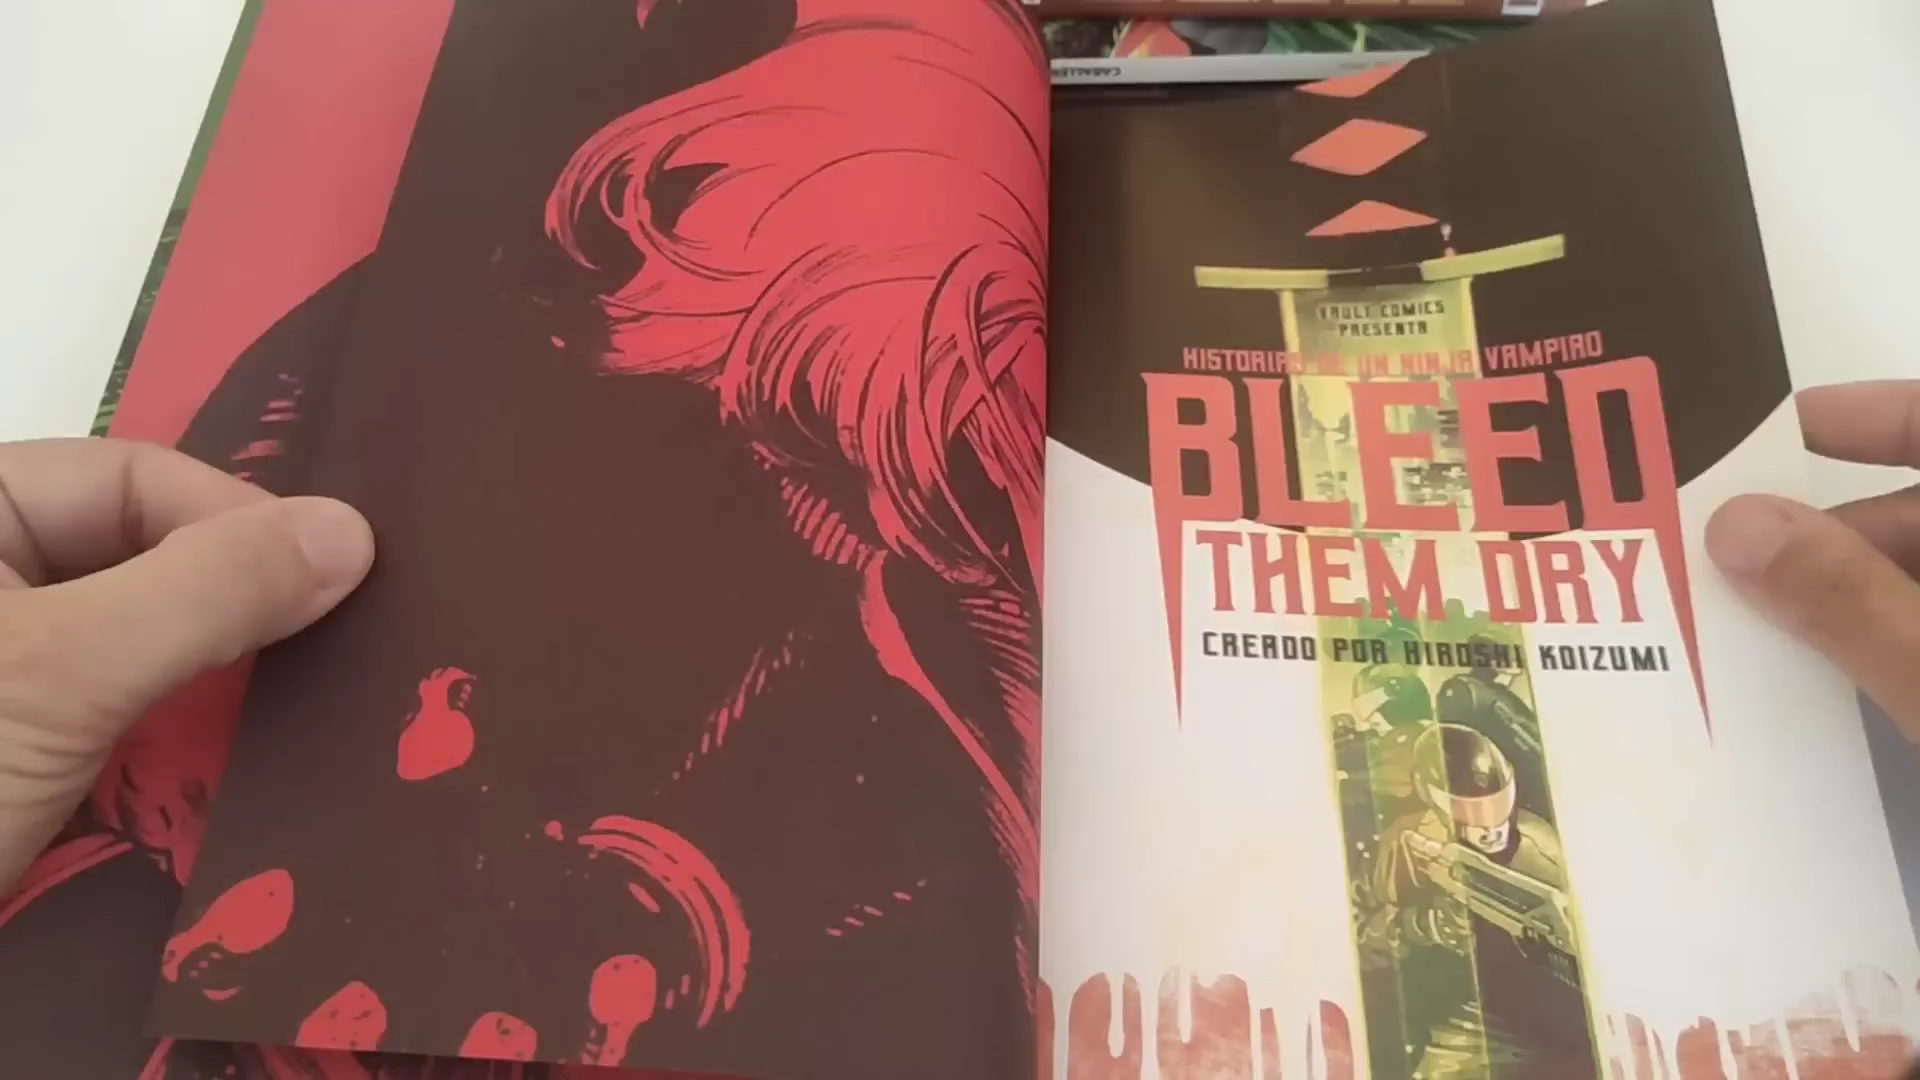 VAULT COMICS
PRESENTA
HISTORIAS DE UN NINJA VAMPIRO
BLEED
THEM DRY
CREADO POR HIROSHI KOIZUMI